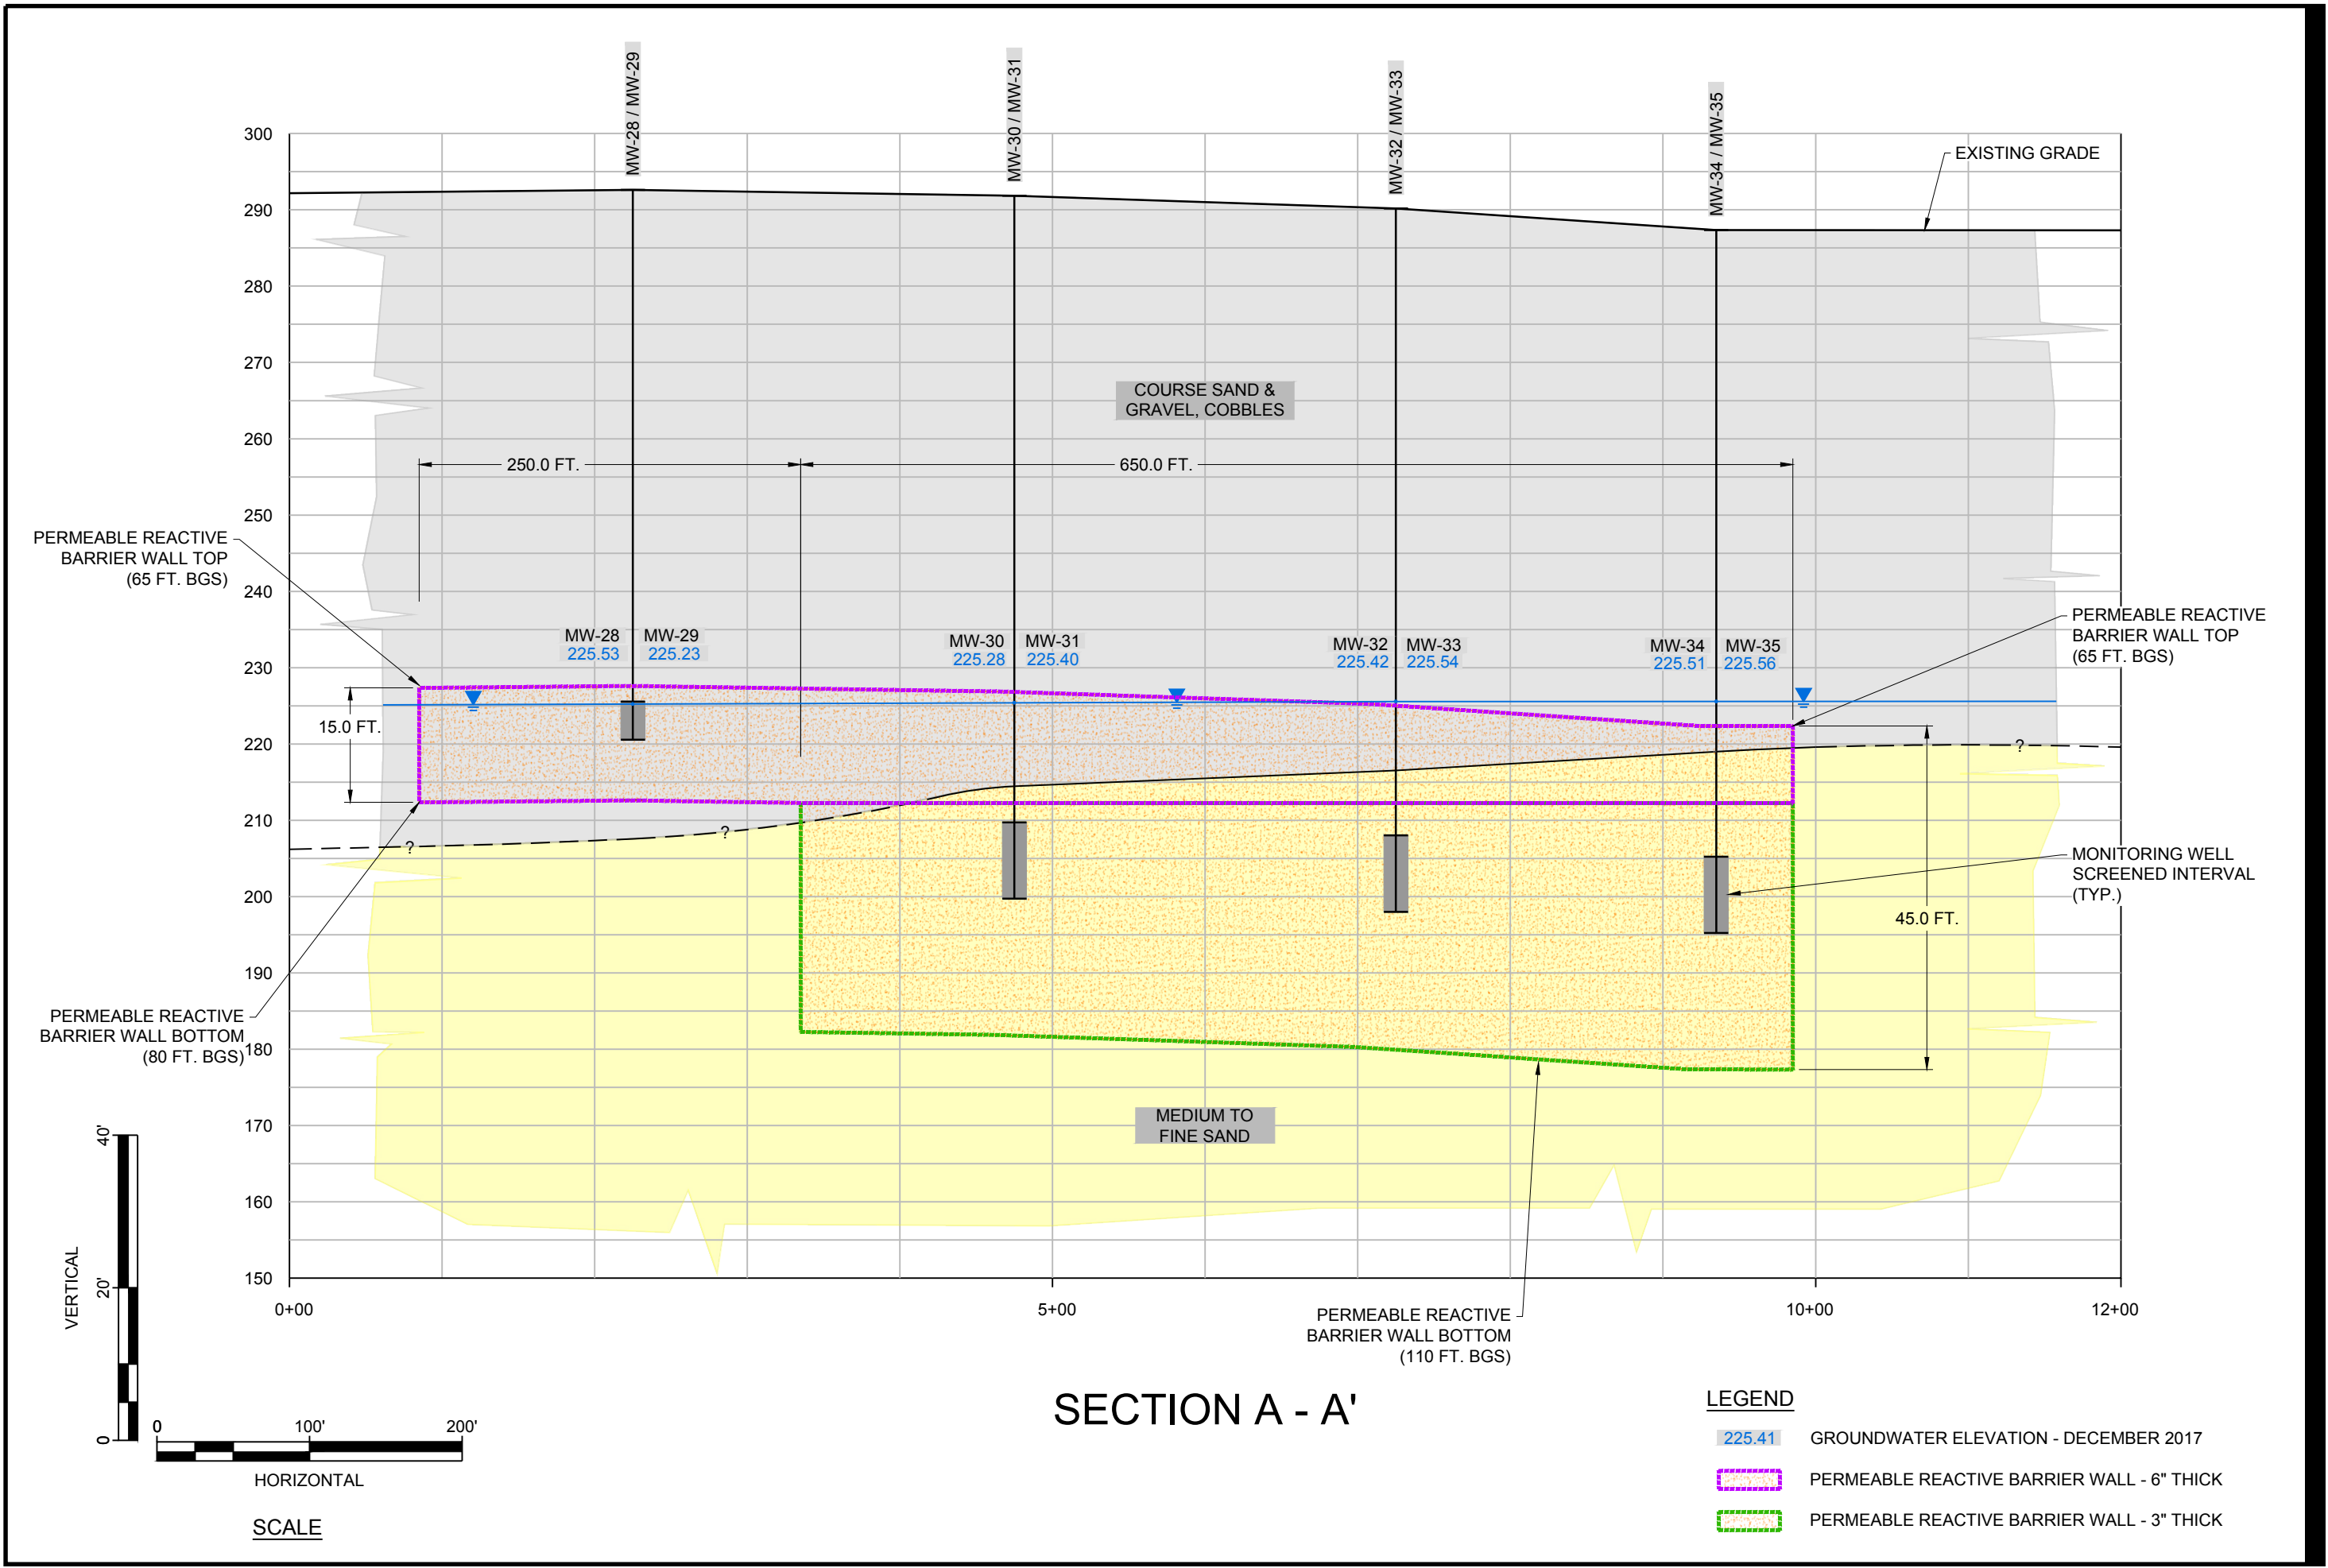 MW-28 / MW-29
MW-30 / MW-31
MW-32 / MW-33
MW-34 / MW-35
300
290
280
270
260
250
240
230
220
210
200
190
180
170
160
150
EXISTING GRADE
COURSE SAND &
GRAVEL, COBBLES
250.0 FT.
650.0 FT.
PERMEABLE REACTIVE
BARRIER WALL TOP
(65 FT. BGS)
PERMEABLE REACTIVE
BARRIER WALL TOP
(65 FT. BGS)
MW-28
225.53
MW-29
225.23
MW-30
225.28
MW-31
225.40
MW-32
225.42
MW-33
225.54
MW-34
225.51
MW-35
225.56
15.0 FT.
?
?
?
MONITORING WELL
SCREENED INTERVAL
(TYP.)
45.0 FT.
PERMEABLE REACTIVE
BARRIER WALL BOTTOM
(80 FT. BGS)
MEDIUM TO
FINE SAND
0+00
5+00
10+00
12+00
PERMEABLE REACTIVE
BARRIER WALL BOTTOM
(110 FT. BGS)
VERTICAL
40'
20'
0
0
100'
200'
HORIZONTAL
SCALE
SECTION A - A'
LEGEND
225.41 GROUNDWATER ELEVATION - DECEMBER 2017
PERMEABLE REACTIVE BARRIER WALL - 6" THICK
PERMEABLE REACTIVE BARRIER WALL - 3" THICK